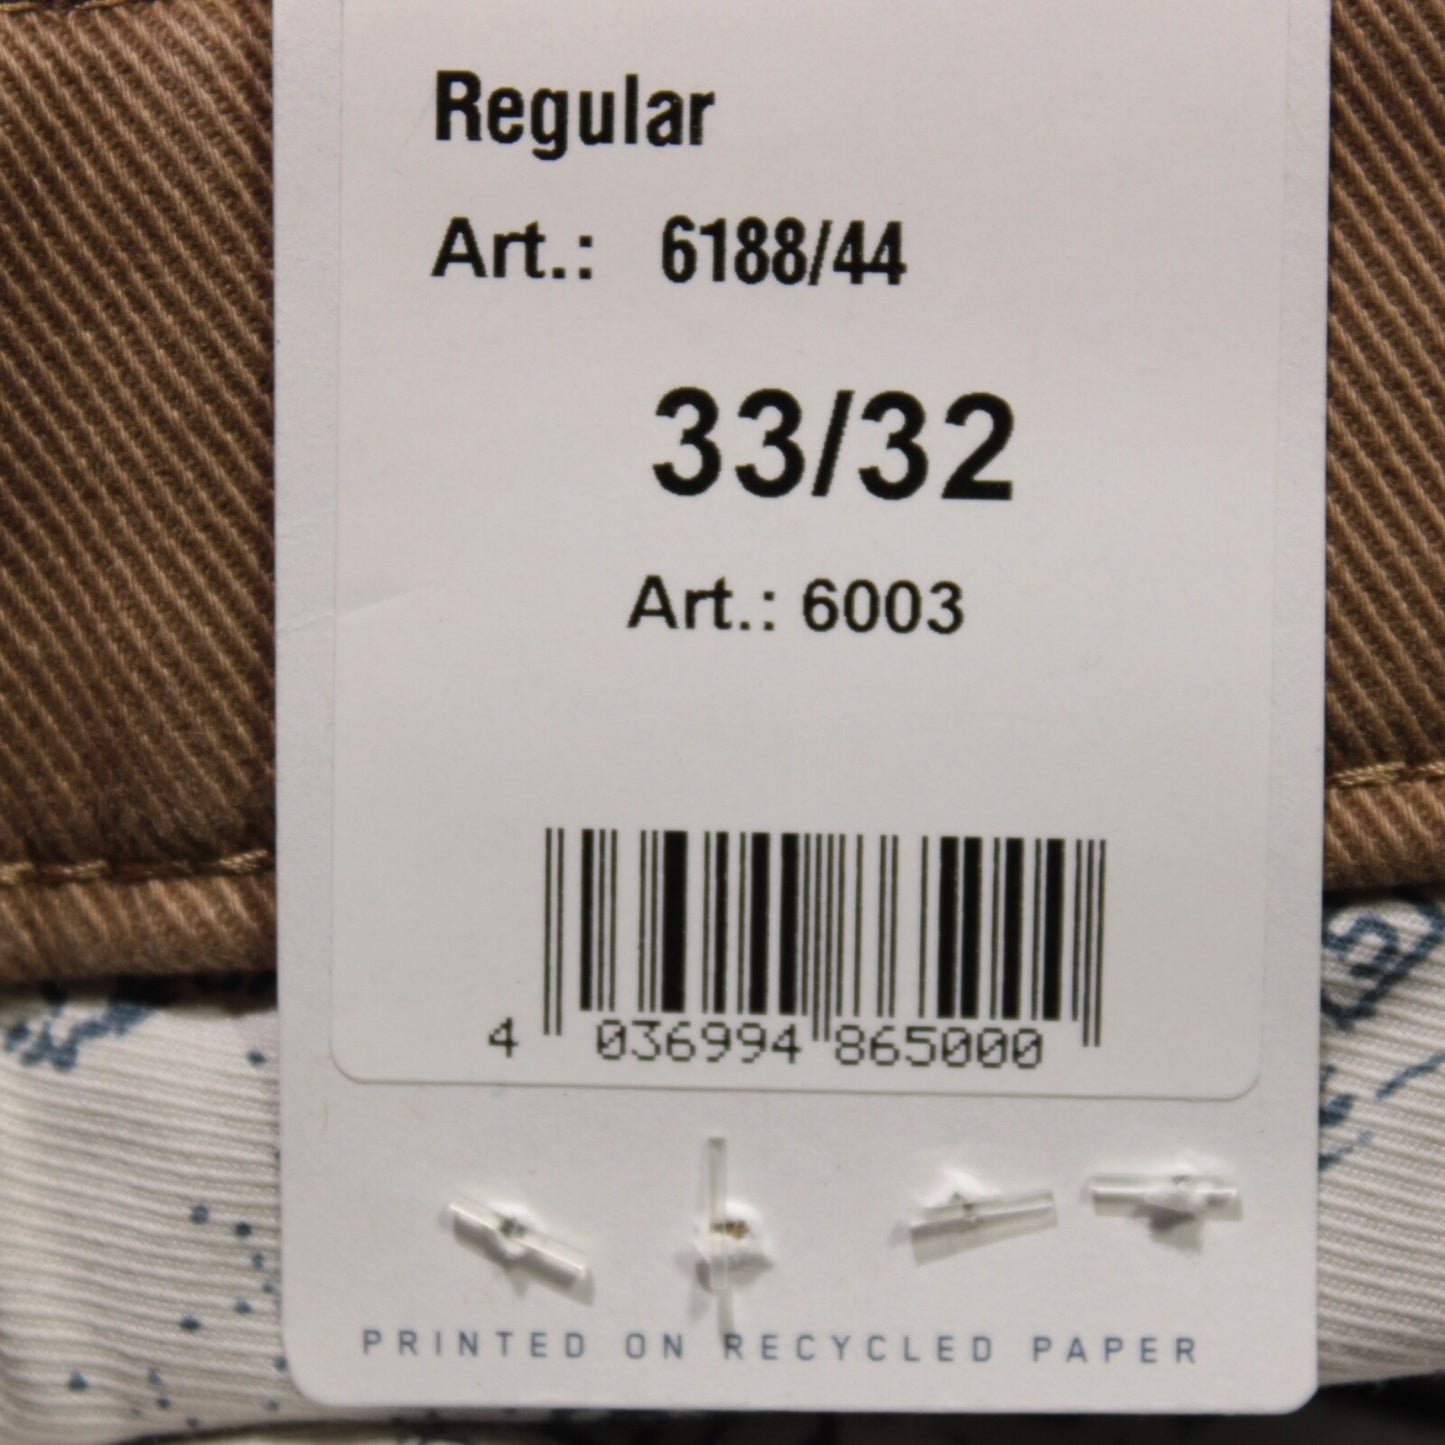 Regular
Art.: 6188/44
33/32
Art.: 6003
4 036994 865000
PRINTED ON RECYCLED PAPER